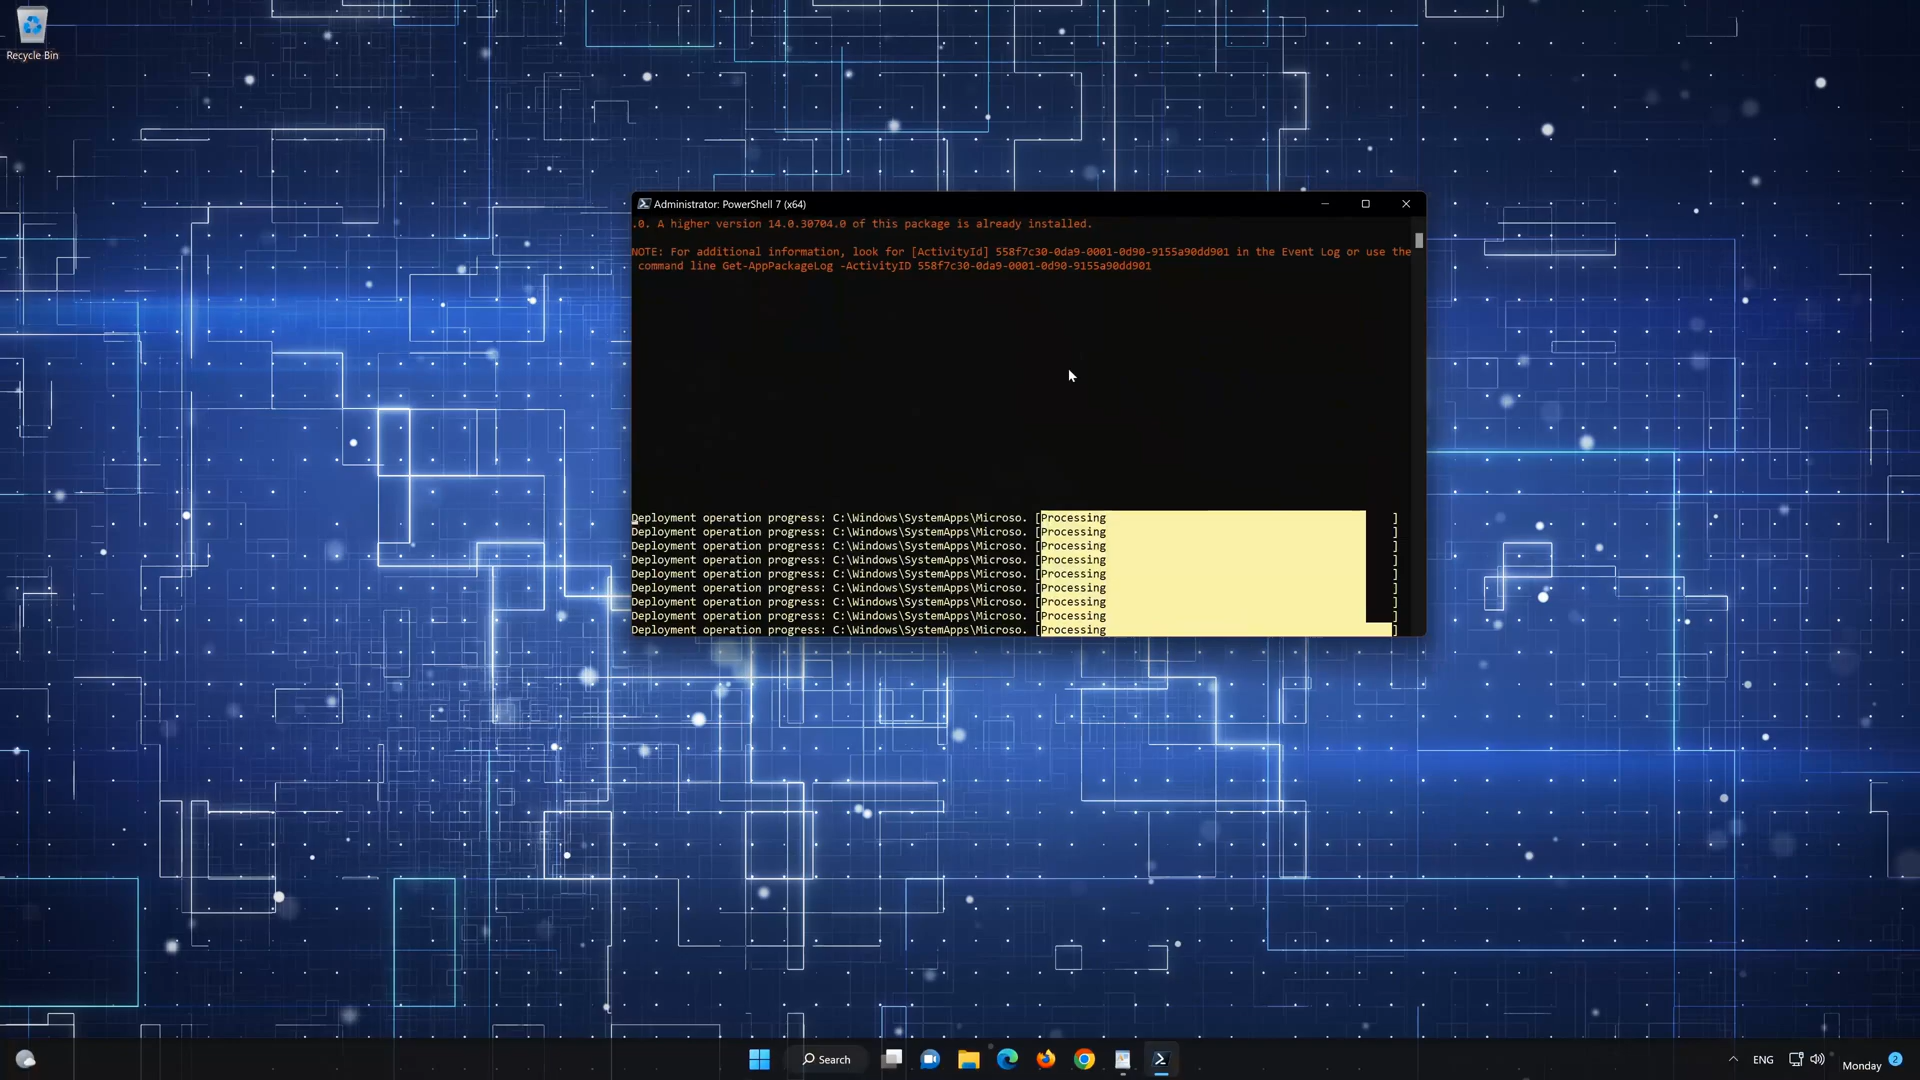 Recycle Bin
Administrator: PowerShell 7 (x64)
.0. A higher version 14.0.30704.0 of this package is already installed.
NOTE: For additional information, look for [ActivityId] 558f7c30-0da9-0001-0d90-9155a90dd901 in the Event Log or use the
command line Get-AppPackageLog -ActivityID 558f7c30-0da9-0001-0d90-9155a90dd901
Deployment operation progress: C:\Windows\SystemApps\Microso. [Processing ]
Deployment operation progress: C:\Windows\SystemApps\Microso. [Processing ]
Deployment operation progress: C:\Windows\SystemApps\Microso. [Processing ]
Deployment operation progress: C:\Windows\SystemApps\Microso. [Processing ]
Deployment operation progress: C:\Windows\SystemApps\Microso. [Processing ]
Deployment operation progress: C:\Windows\SystemApps\Microso. [Processing ]
Deployment operation progress: C:\Windows\SystemApps\Microso. [Processing ]
Deployment operation progress: C:\Windows\SystemApps\Microso. [Processing ]
Deployment operation progress: C:\Windows\SystemApps\Microso. [Processing ]
Search
ENG
Monday
2